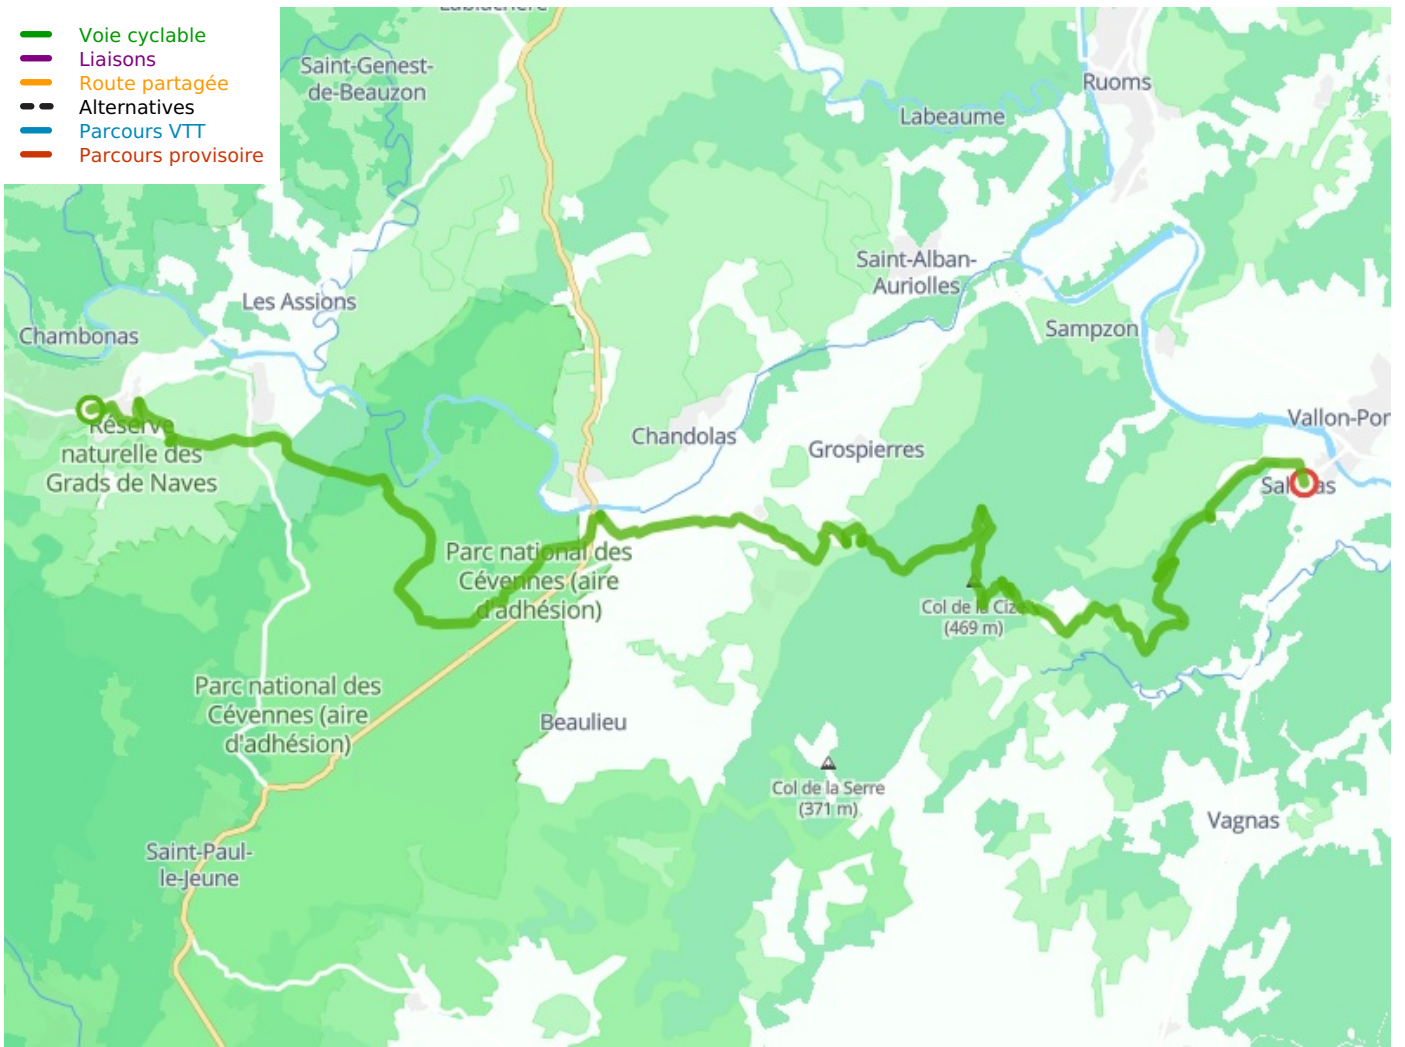 Voie cyclable
Liaisons
Route partagée
Alternatives
Parcours VTT
Parcours provisoire
Saint-Genest-
de-Beauzon
Ruoms
Labeaume
Saint-Alban-
Auriolles
Les Assions
Sampzon
Chambonas
Vallon-Pon
Réserve
naturelle des
Grads de Naves
Chandolas
Grospierres
Parc national des
Cévennes (aire
d'adhésion)
Col de la Cize
(469 m)
Parc national des
Cévennes (aire
d'adhésion)
Beaulieu
Col de la Serre
(371 m)
Vagnas
Saint-Paul-
le-Jeune